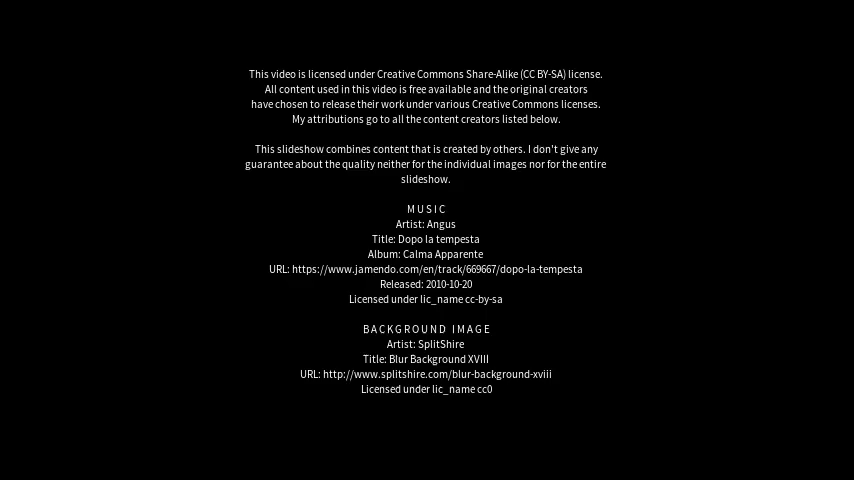 This video is licensed under Creative Commons Share-Alike (CC BY-SA) license.
All content used in this video is free available and the original creators
have chosen to release their work under various Creative Commons licenses.
My attributions go to all the content creators listed below.
This slideshow combines content that is created by others. I don't give any
guarantee about the quality neither for the individual images nor for the entire
slideshow.
MUSIC
Artist: Angus
Title: Dopo la tempesta
Album: Calma Apparente
URL: https://www.jamendo.com/en/track/669667/dopo-la-tempesta
Released: 2010-10-20
Licensed under lic_name cc-by-sa
BACKGROUND IMAGE
Artist: SplitShire
Title: Blur Background XVIII
URL: http://www.splitshire.com/blur-background-xviii
Licensed under lic_name cc0